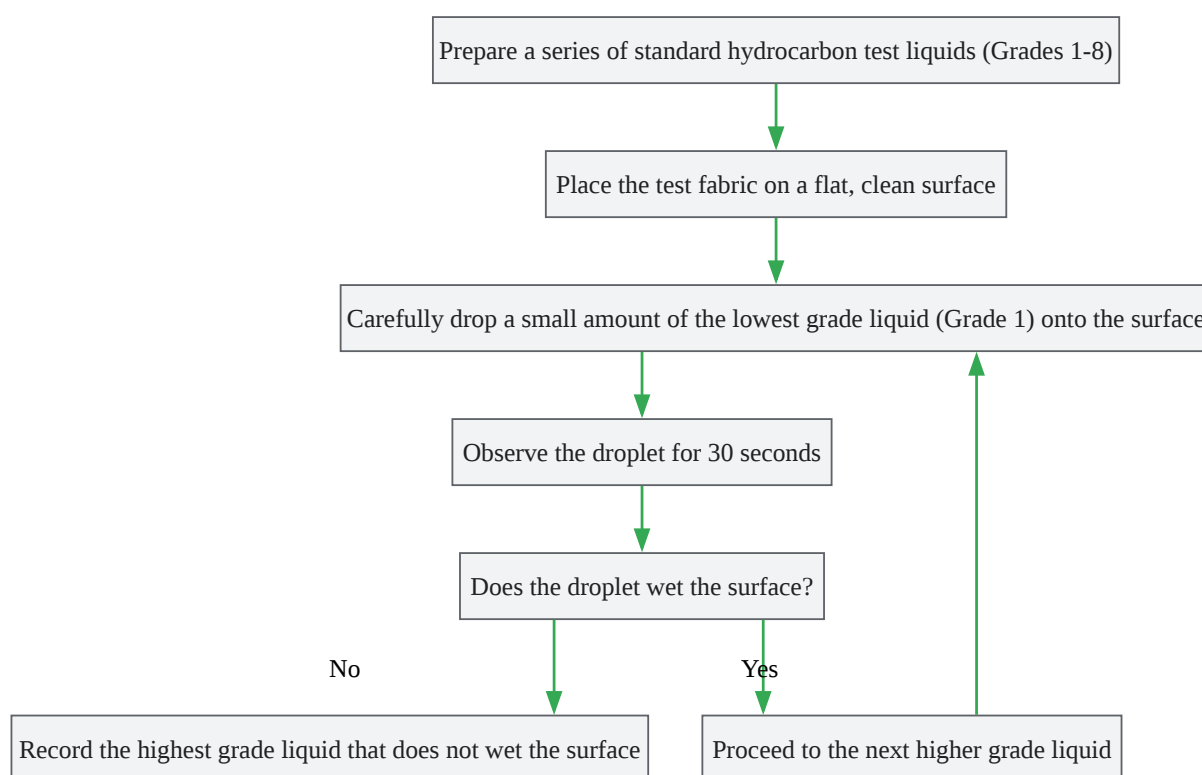 Prepare a series of standard hydrocarbon test liquids (Grades 1-8)
Place the test fabric on a flat, clean surface
Carefully drop a small amount of the lowest grade liquid (Grade 1) onto the surface
Observe the droplet for 30 seconds
Does the droplet wet the surface?
No
Yes
Record the highest grade liquid that does not wet the surface
Proceed to the next higher grade liquid